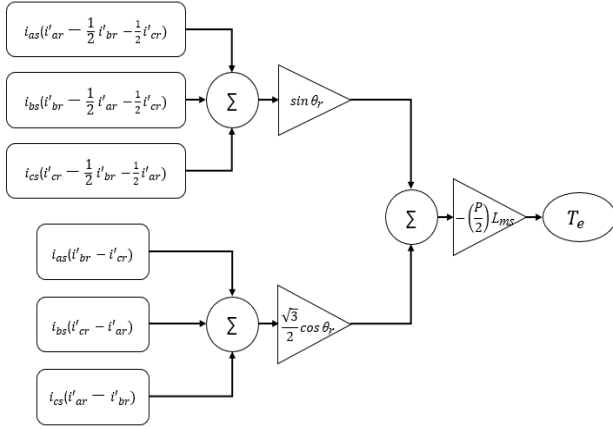 i_as(i'_ar − 1/2 i'_br − 1/2 i'_cr)
i_bs(i'_br − 1/2 i'_ar − 1/2 i'_cr)
i_cs(i'_cr − 1/2 i'_br − 1/2 i'_ar)
∑
sin θ_r
∑
−(P/2) L_ms
T_e
i_as(i'_br − i'_cr)
i_bs(i'_cr − i'_ar)
i_cs(i'_ar − i'_br)
∑
√3/2 cos θ_r